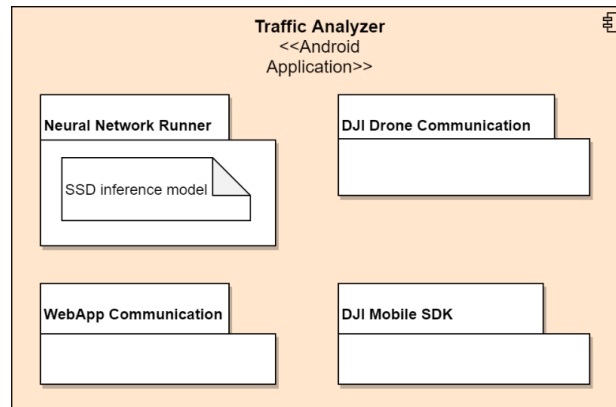 Traffic Analyzer
<<Android
Application>>
Neural Network Runner
DJI Drone Communication
SSD inference model
WebApp Communication
DJI Mobile SDK